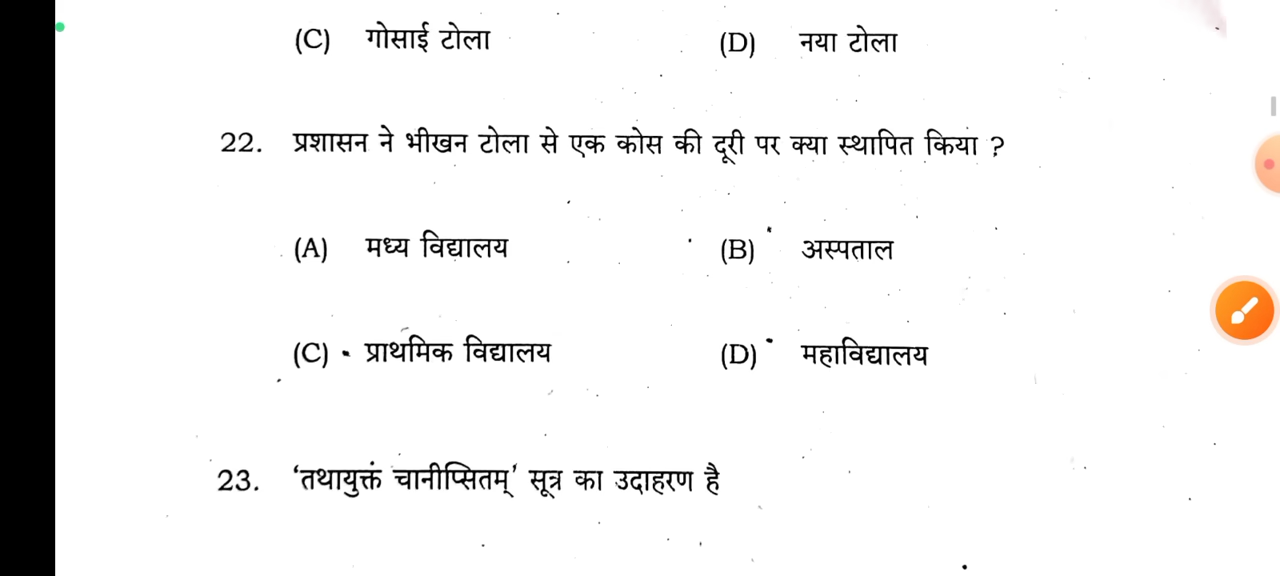 (C) गोसाई टोला (D) नया टोला
22. प्रशासन ने भीखन टोला से एक कोस की दूरी पर क्या स्थापित किया ?
(A) मध्य विद्यालय (B) अस्पताल
(C) प्राथमिक विद्यालय (D) महाविद्यालय
23. 'तथायुक्तं चानीप्सितम्' सूत्र का उदाहरण है